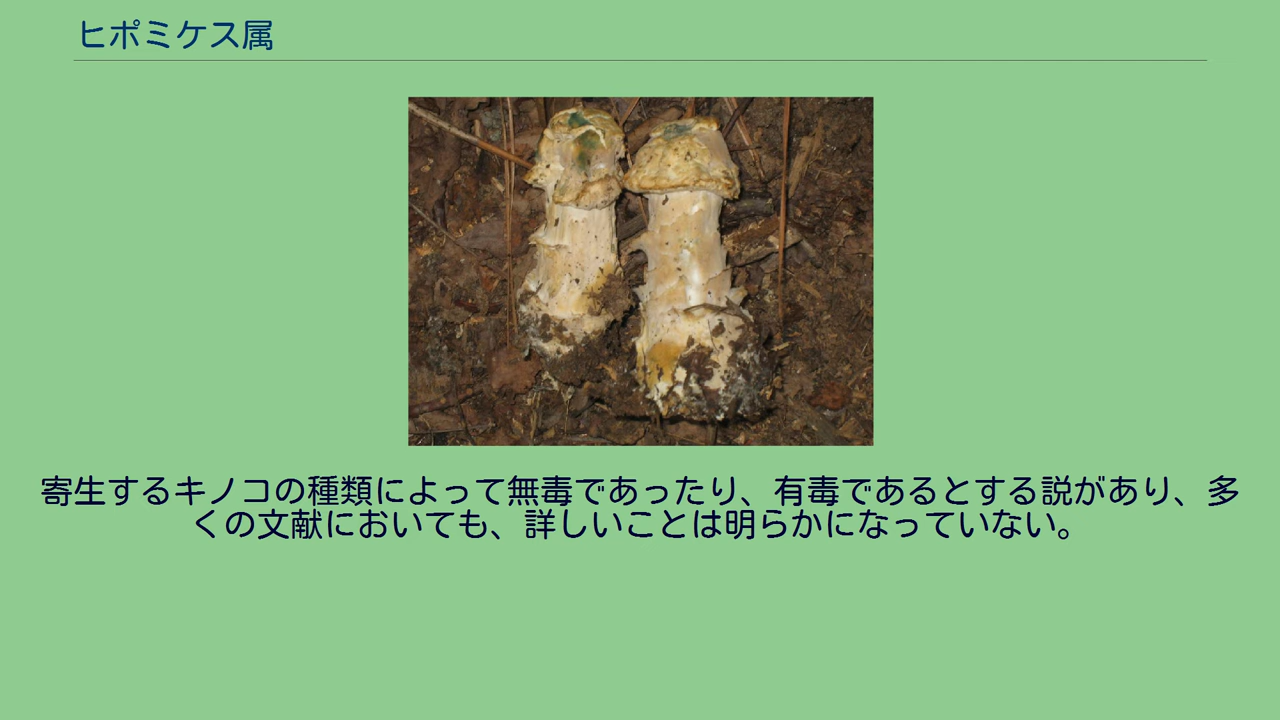 ヒポミケス属
寄生するキノコの種類によって無毒であったり、有毒であるとする説があり、多
くの文献においても、詳しいことは明らかになっていない。